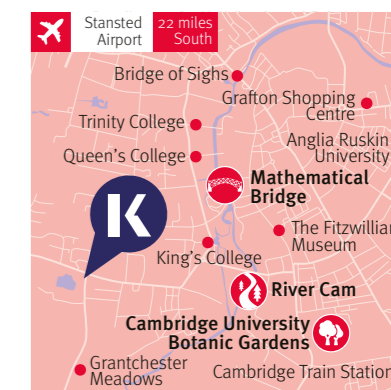 Stansted
Airport
22 miles
South
Bridge of Sighs
Grafton Shopping
Centre
Trinity College
Anglia Ruskin
University
Queen's College
Mathematical
Bridge
K
The Fitzwillia
Museum
King's College
River Cam
Cambridge University
Botanic Gardens
Grantchester
Meadows
Cambridge Train Station